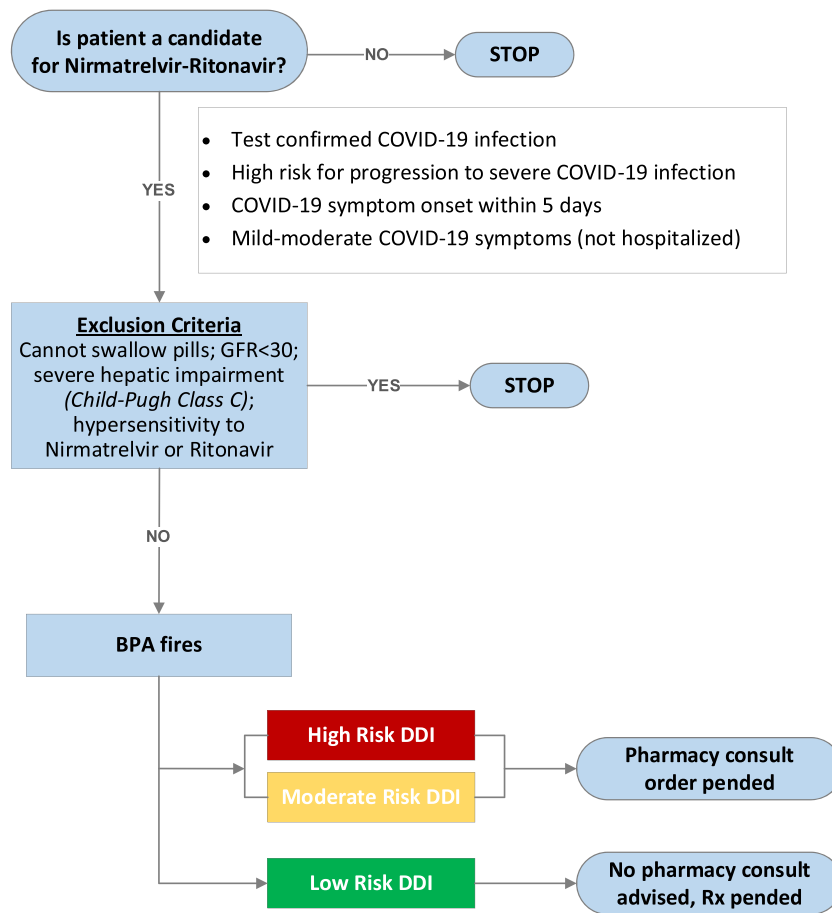 Is patient a candidate
for Nirmatrelvir-Ritonavir?
NO
STOP
• Test confirmed COVID-19 infection
• High risk for progression to severe COVID-19 infection
• COVID-19 symptom onset within 5 days
• Mild-moderate COVID-19 symptoms (not hospitalized)
YES
Exclusion Criteria
Cannot swallow pills; GFR<30;
severe hepatic impairment
(Child-Pugh Class C);
hypersensitivity to
Nirmatrelvir or Ritonavir
YES
STOP
NO
BPA fires
High Risk DDI
Moderate Risk DDI
Pharmacy consult
order pended
Low Risk DDI
No pharmacy consult
advised, Rx pended